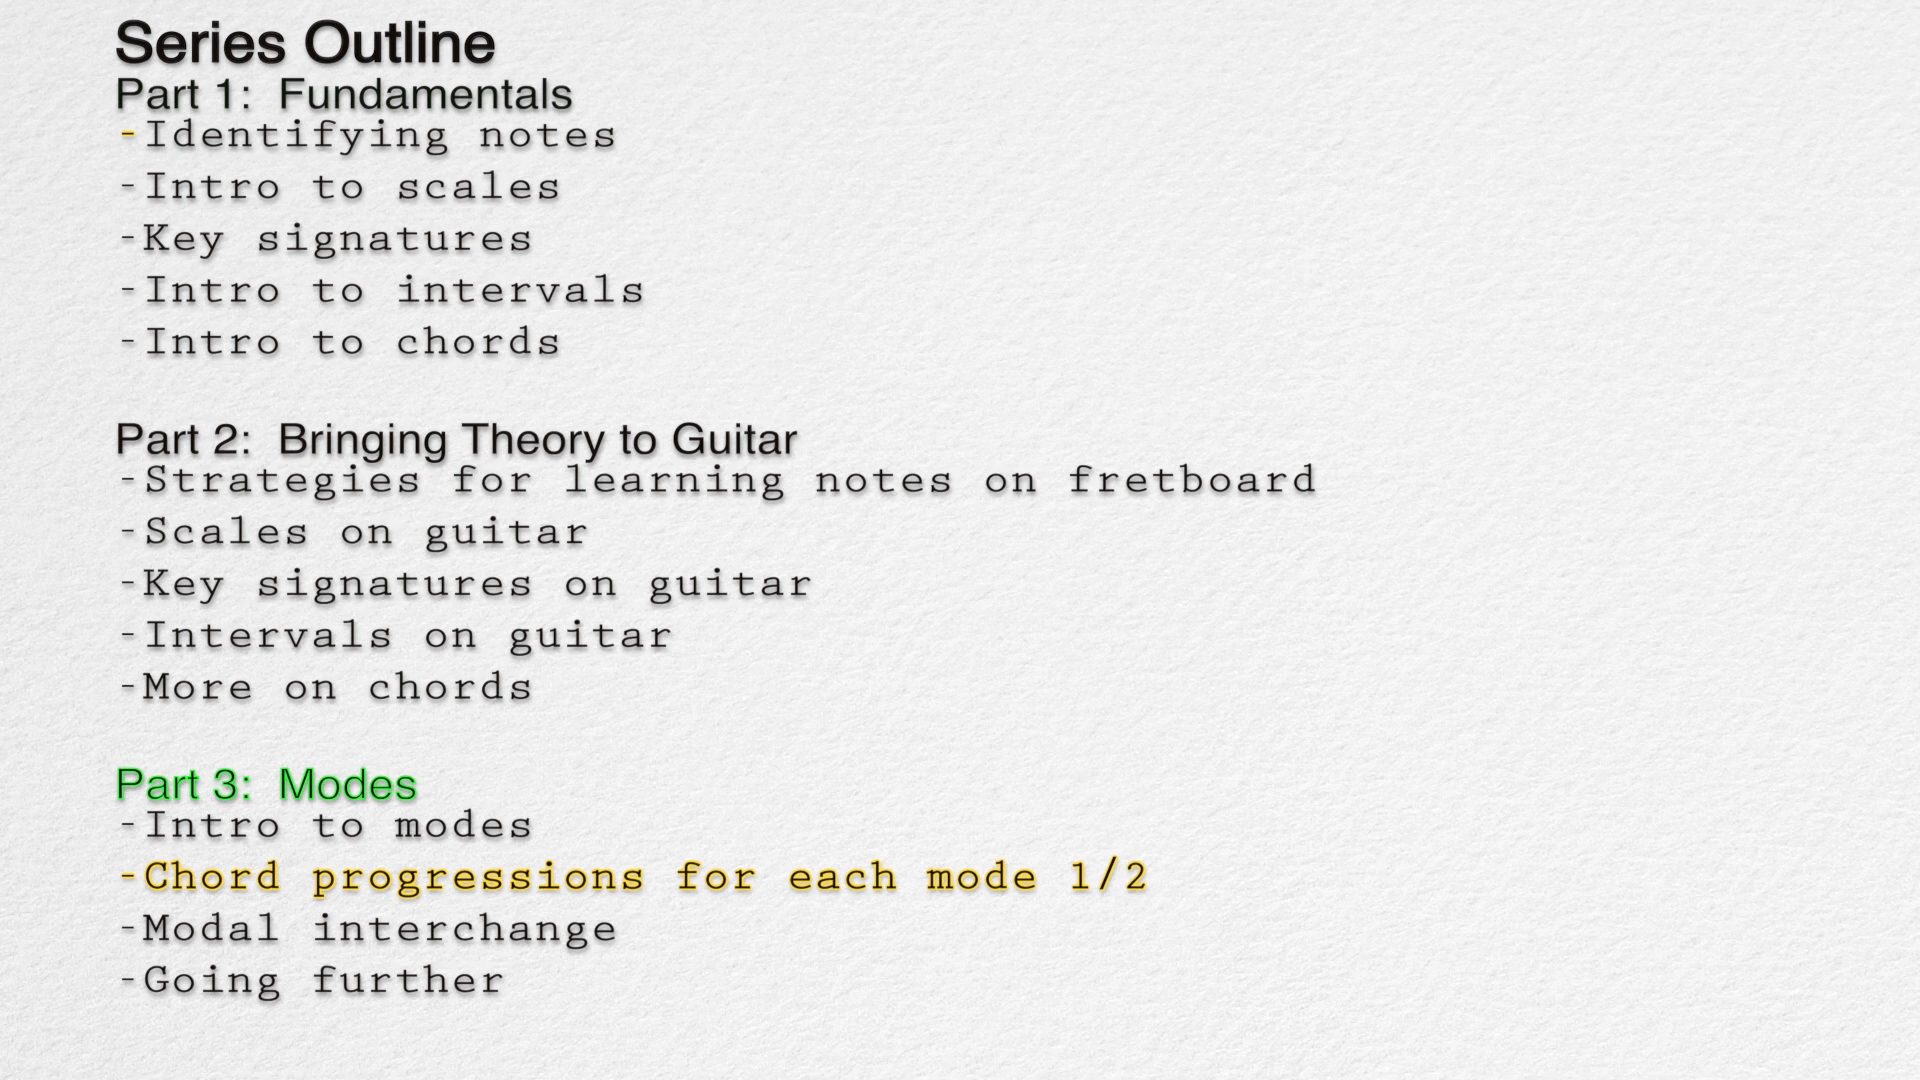 Series Outline
Part 1:  Fundamentals
-Identifying notes
-Intro to scales
-Key signatures
-Intro to intervals
-Intro to chords
Part 2:  Bringing Theory to Guitar
-Strategies for learning notes on fretboard
-Scales on guitar
-Key signatures on guitar
-Intervals on guitar
-More on chords
Part 3:  Modes
-Intro to modes
-Chord progressions for each mode 1/2
-Modal interchange
-Going further